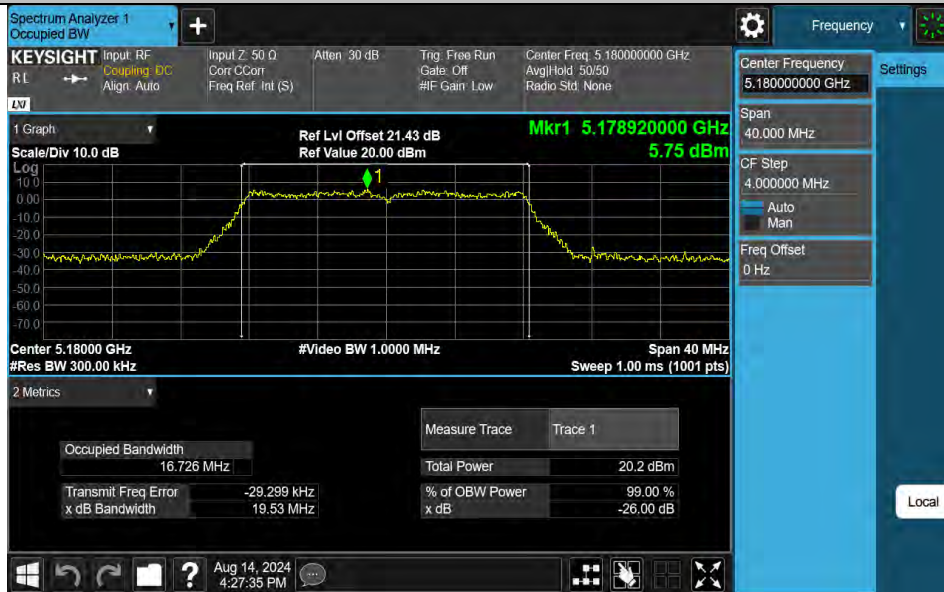 Spectrum Analyzer 1
Occupied BW
Frequency
KEYSIGHT
Input: RF
Coupling: DC
Align: Auto
Input Z: 50 Ω
Corr CCorr
Freq Ref: Int (S)
Atten: 30 dB
Trig: Free Run
Gate: Off
#IF Gain: Low
Center Freq: 5.180000000 GHz
Avg|Hold: 50/50
Radio Std: None
RL
LXI
Center Frequency
5.180000000 GHz
Settings
Span
40.000 MHz
CF Step
4.000000 MHz
Auto
Man
Freq Offset
0 Hz
Local
1 Graph
Scale/Div 10.0 dB
Ref Lvl Offset 21.43 dB
Ref Value 20.00 dBm
Mkr1 5.178920000 GHz
5.75 dBm
Log
10.0
0.00
-10.0
-20.0
-30.0
-40.0
-50.0
-60.0
-70.0
1
Center 5.18000 GHz
#Video BW 1.0000 MHz
Span 40 MHz
#Res BW 300.00 kHz
Sweep 1.00 ms (1001 pts)
2 Metrics
Measure Trace Trace 1
Occupied Bandwidth
16.726 MHz
Total Power 20.2 dBm
Transmit Freq Error -29.299 kHz
% of OBW Power 99.00 %
x dB Bandwidth 19.53 MHz
x dB -26.00 dB
?
Aug 14, 2024
4:27:35 PM